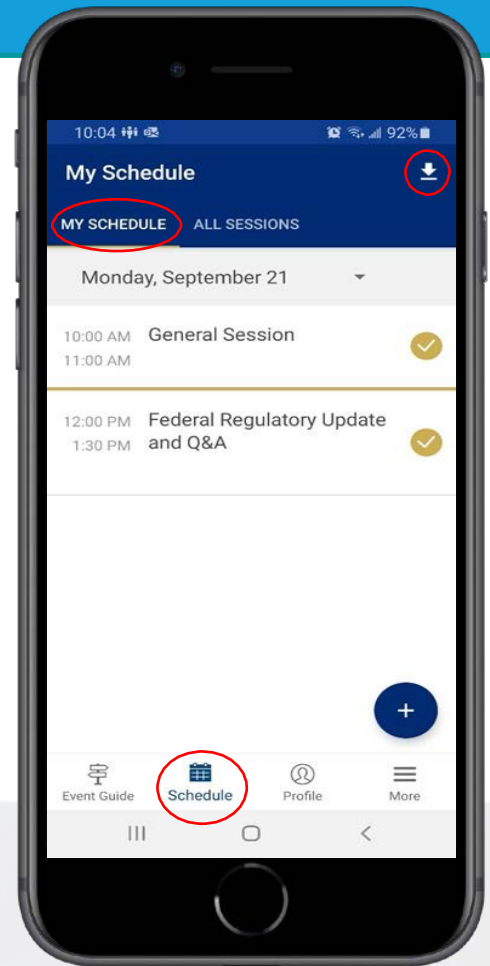 10:04 92%
My Schedule
MY SCHEDULE ALL SESSIONS
Monday, September 21
10:00 AM General Session
11:00 AM
12:00 PM Federal Regulatory Update
1:30 PM and Q&A
+
Event Guide Schedule Profile More